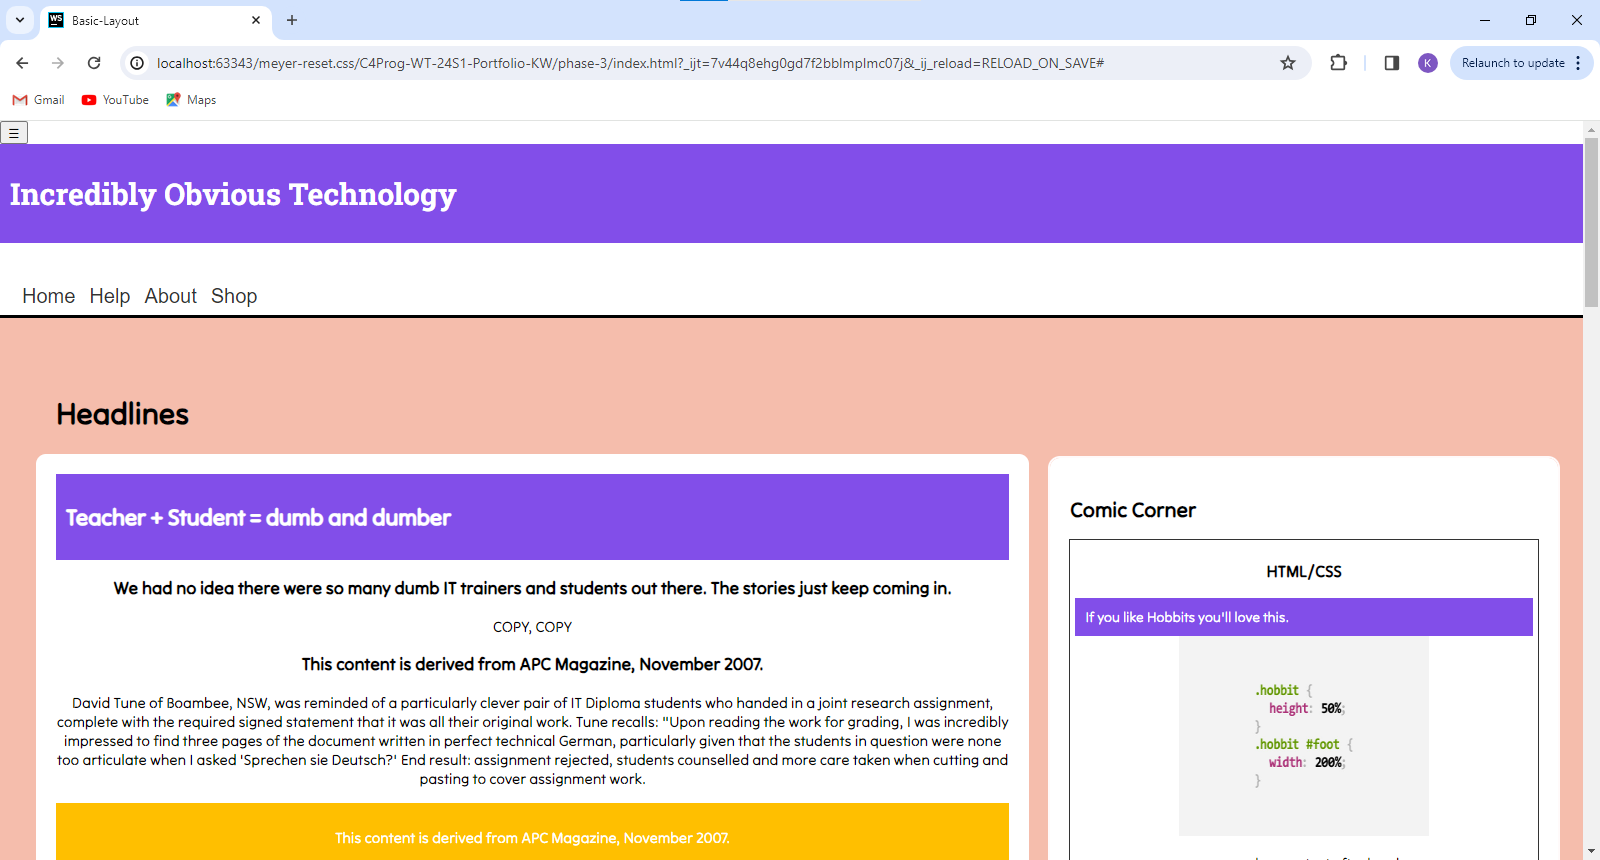 Basic-Layout
localhost:63343/meyer-reset.css/C4Prog-WT-24S1-Portfolio-KW/phase-3/index.html?_ijt=7v44q8ehg0gd7f2bblmplmc07j&_ij_reload=RELOAD_ON_SAVE#
K
Relaunch to update
Gmail YouTube Maps
☰
Incredibly Obvious Technology
Home Help About Shop
Headlines
Teacher + Student = dumb and dumber
We had no idea there were so many dumb IT trainers and students out there. The stories just keep coming in.
COPY, COPY
This content is derived from APC Magazine, November 2007.
David Tune of Boambee, NSW, was reminded of a particularly clever pair of IT Diploma students who handed in a joint research assignment,
complete with the required signed statement that it was all their original work. Tune recalls: "Upon reading the work for grading, I was incredibly
impressed to find three pages of the document written in perfect technical German, particularly given that the students in question were none
too articulate when I asked 'Sprechen sie Deutsch?' End result: assignment rejected, students counselled and more care taken when cutting and
pasting to cover assignment work.
This content is derived from APC Magazine, November 2007.
Comic Corner
HTML/CSS
If you like Hobbits you'll love this.
.hobbit {
height: 50%;
}
.hobbit #foot {
width: 200%;
}